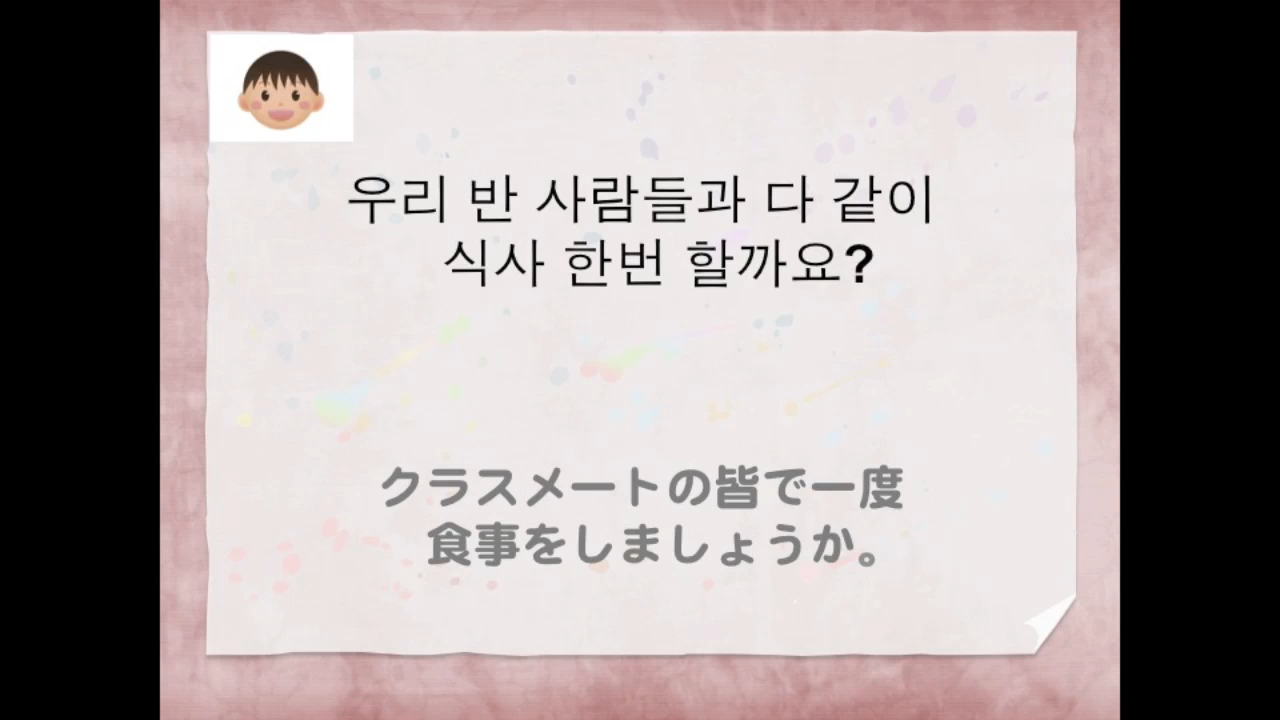 우리 반 사람들과 다 같이
식사 한번 할까요?
クラスメートの皆で一度
食事をしましょうか。